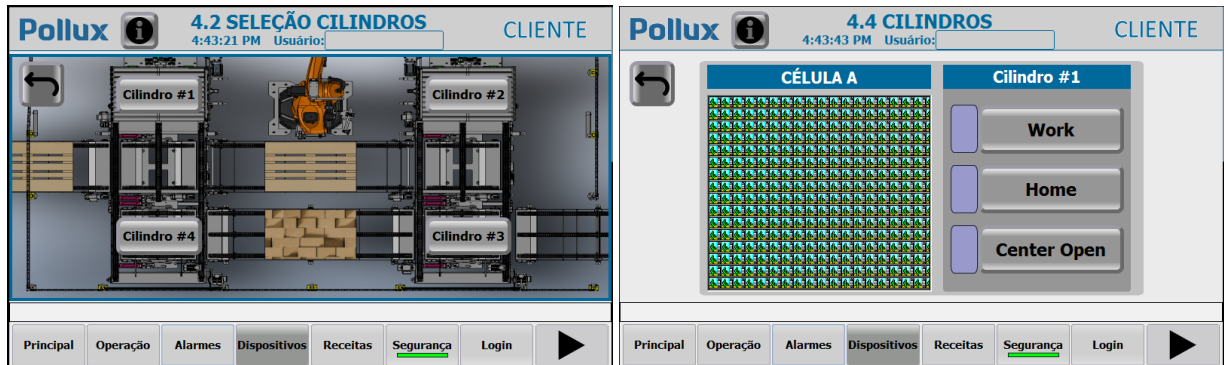 Pollux
4.2 SELEÇÃO CILINDROS
4:43:21 PM Usuário:
CLIENTE
Cilindro #1
Cilindro #2
Cilindro #4
Cilindro #3
Principal Operação Alarmes Dispositivos Receitas Segurança Login
Pollux
4.4 CILINDROS
4:43:43 PM Usuário:
CLIENTE
CÉLULA A
Cilindro #1
Work
Home
Center Open
Principal Operação Alarmes Dispositivos Receitas Segurança Login